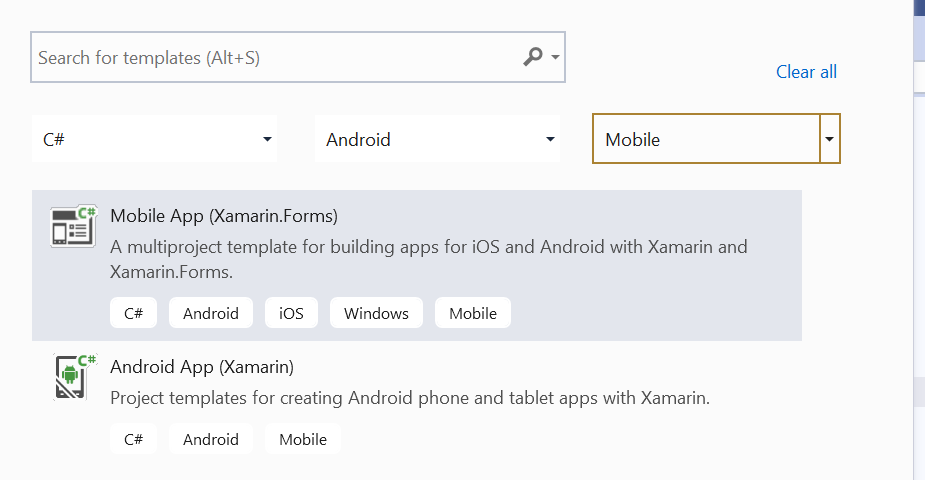 Search for templates (Alt+S)
Clear all
C#
Android
Mobile
C#
Mobile App (Xamarin.Forms)
A multiproject template for building apps for iOS and Android with Xamarin and
Xamarin.Forms.
C#
Android
iOS
Windows
Mobile
C#
Android App (Xamarin)
Project templates for creating Android phone and tablet apps with Xamarin.
C#
Android
Mobile